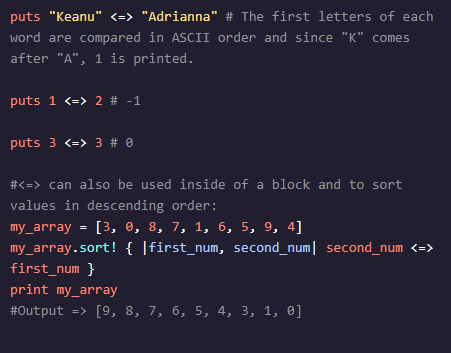 puts "Keanu" <=> "Adrianna" # The first letters of each
word are compared in ASCII order and since "K" comes
after "A", 1 is printed.
puts 1 <=> 2 # -1
puts 3 <=> 3 # 0
#<=> can also be used inside of a block and to sort
values in descending order:
my_array = [3, 0, 8, 7, 1, 6, 5, 9, 4]
my_array.sort! { |first_num, second_num| second_num <=>
first_num }
print my_array
#Output => [9, 8, 7, 6, 5, 4, 3, 1, 0]